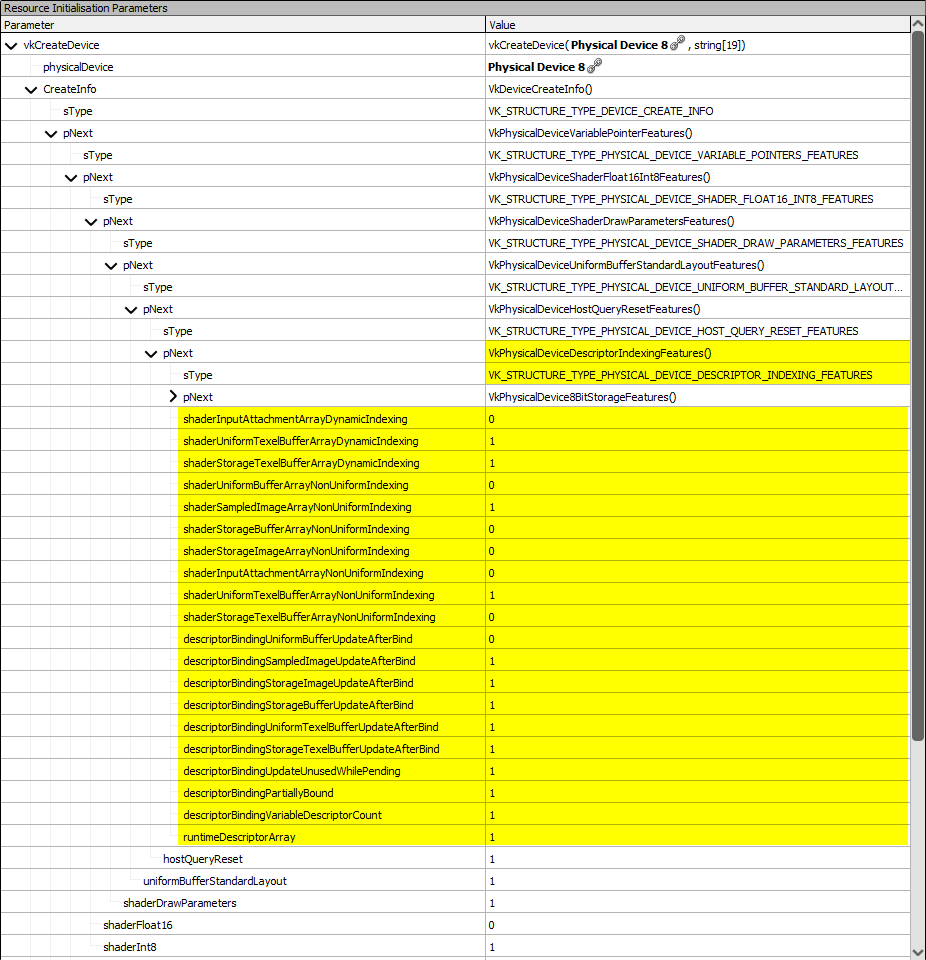 Resource Initialisation Parameters
Parameter Value
vkCreateDevice vkCreateDevice( Physical Device 8 , string[19])
physicalDevice Physical Device 8
CreateInfo VkDeviceCreateInfo()
sType VK_STRUCTURE_TYPE_DEVICE_CREATE_INFO
pNext VkPhysicalDeviceVariablePointerFeatures()
sType VK_STRUCTURE_TYPE_PHYSICAL_DEVICE_VARIABLE_POINTERS_FEATURES
pNext VkPhysicalDeviceShaderFloat16Int8Features()
sType VK_STRUCTURE_TYPE_PHYSICAL_DEVICE_SHADER_FLOAT16_INT8_FEATURES
pNext VkPhysicalDeviceShaderDrawParametersFeatures()
sType VK_STRUCTURE_TYPE_PHYSICAL_DEVICE_SHADER_DRAW_PARAMETERS_FEATURES
pNext VkPhysicalDeviceUniformBufferStandardLayoutFeatures()
sType VK_STRUCTURE_TYPE_PHYSICAL_DEVICE_UNIFORM_BUFFER_STANDARD_LAYOUT...
pNext VkPhysicalDeviceHostQueryResetFeatures()
sType VK_STRUCTURE_TYPE_PHYSICAL_DEVICE_HOST_QUERY_RESET_FEATURES
pNext VkPhysicalDeviceDescriptorIndexingFeatures()
sType VK_STRUCTURE_TYPE_PHYSICAL_DEVICE_DESCRIPTOR_INDEXING_FEATURES
pNext VkPhysicalDevice8BitStorageFeatures()
shaderInputAttachmentArrayDynamicIndexing 0
shaderUniformTexelBufferArrayDynamicIndexing 1
shaderStorageTexelBufferArrayDynamicIndexing 1
shaderUniformBufferArrayNonUniformIndexing 0
shaderSampledImageArrayNonUniformIndexing 1
shaderStorageBufferArrayNonUniformIndexing 0
shaderStorageImageArrayNonUniformIndexing 0
shaderInputAttachmentArrayNonUniformIndexing 0
shaderUniformTexelBufferArrayNonUniformIndexing 1
shaderStorageTexelBufferArrayNonUniformIndexing 0
descriptorBindingUniformBufferUpdateAfterBind 0
descriptorBindingSampledImageUpdateAfterBind 1
descriptorBindingStorageImageUpdateAfterBind 1
descriptorBindingStorageBufferUpdateAfterBind 1
descriptorBindingUniformTexelBufferUpdateAfterBind 1
descriptorBindingStorageTexelBufferUpdateAfterBind 1
descriptorBindingUpdateUnusedWhilePending 1
descriptorBindingPartiallyBound 1
descriptorBindingVariableDescriptorCount 1
runtimeDescriptorArray 1
hostQueryReset 1
uniformBufferStandardLayout 1
shaderDrawParameters 1
shaderFloat16 0
shaderInt8 1